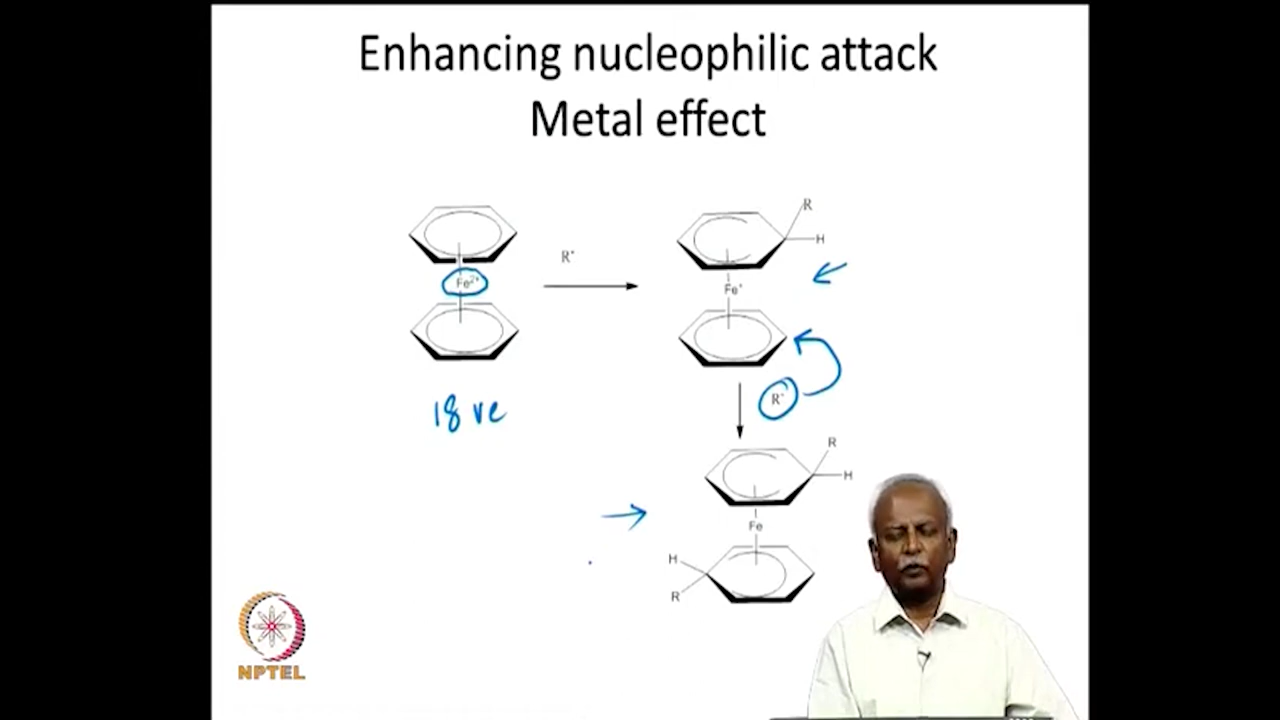 Enhancing nucleophilic attack
Metal effect
R
R⁻
H
Fe²⁺
Fe⁺
R⁻
18 ve
R
H
Fe
H
R
NPTEL